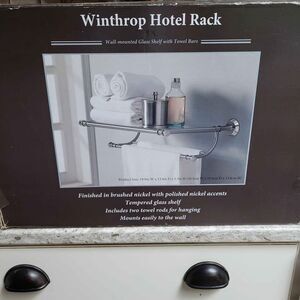 Winthrop Hotel Rack
Wall-mounted Glass Shelf with Towel Bars
Finished in brushed nickel with polished nickel accents
Tempered glass shelf
Includes two towel rods for hanging
Mounts easily to the wall